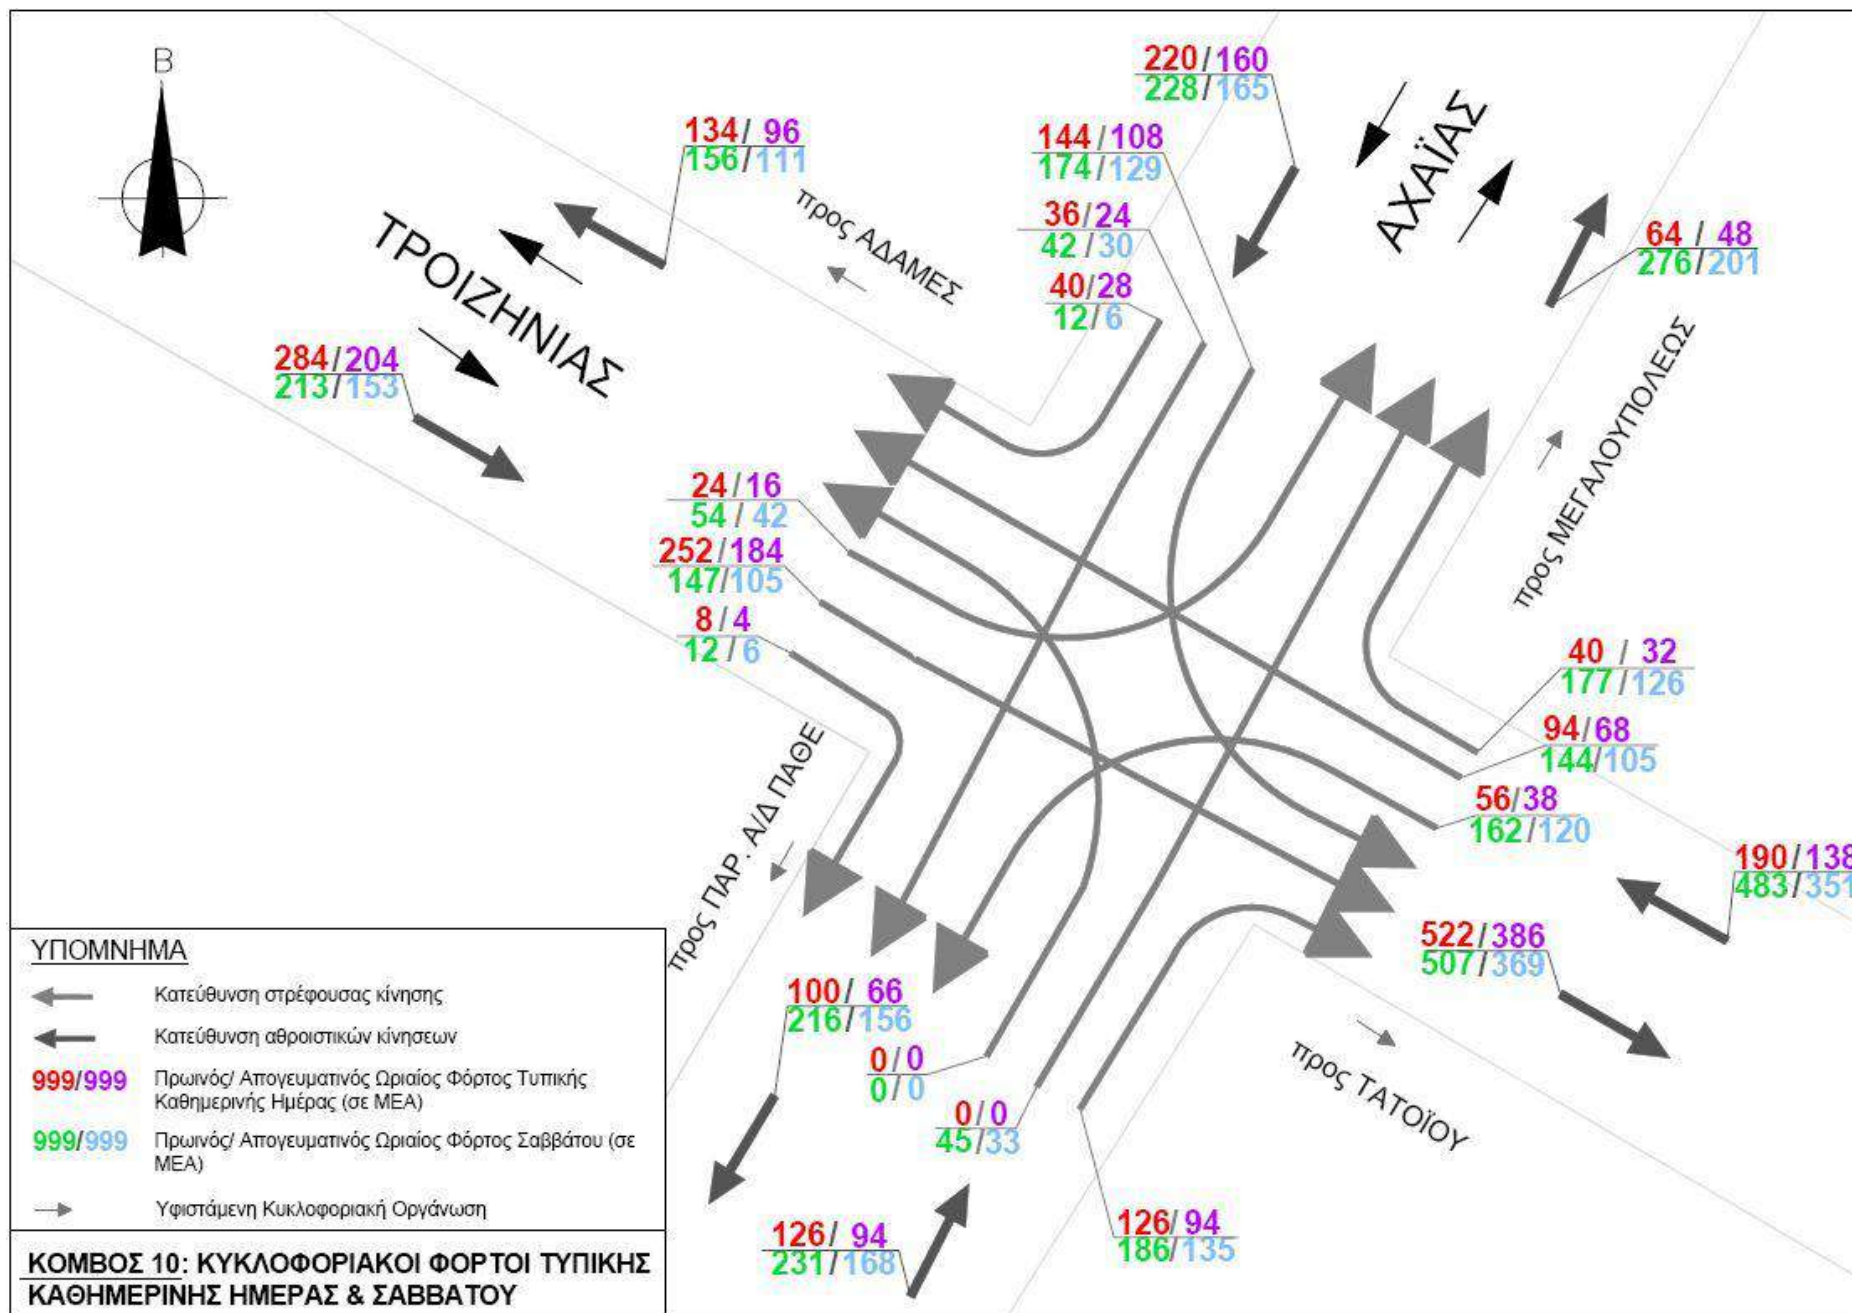 Β
220/160
228/165
134/ 96
156/111
144/108
174/129
ΑΧΑΪΑΣ
προς ΑΔΑΜΕΣ
36/24
42/30
64 / 48
276/201
ΤΡΟΙΖΗΝΙΑΣ
40/28
12/6
284/204
213/153
προς ΜΕΓΑΛΟΥΠΟΛΕΩΣ
24/16
54 / 42
252/184
147/105
8/4
12/6
40 / 32
177/126
94/68
144/105
56/38
162/120
190/138
483/351
προς ΠΑΡ. Α/Δ ΠΑΘΕ
522/386
507/369
100/ 66
216/156
0/0
0/0
0/0
45/33
προς ΤΑΤΟΪΟΥ
126/ 94
231/168
126/94
186/135
ΥΠΟΜΝΗΜΑ
Κατεύθυνση στρέφουσας κίνησης
Κατεύθυνση αθροιστικών κίνησεων
999/999 Πρωινός/ Απογευματινός Ωριαίος Φόρτος Τυπικής
Καθημερινής Ημέρας (σε ΜΕΑ)
999/999 Πρωινός/ Απογευματινός Ωριαίος Φόρτος Σαββάτου (σε
ΜΕΑ)
Υφιστάμενη Κυκλοφοριακή Οργάνωση
ΚΟΜΒΟΣ 10: ΚΥΚΛΟΦΟΡΙΑΚΟΙ ΦΟΡΤΟΙ ΤΥΠΙΚΗΣ
ΚΑΘΗΜΕΡΙΝΗΣ ΗΜΕΡΑΣ & ΣΑΒΒΑΤΟΥ